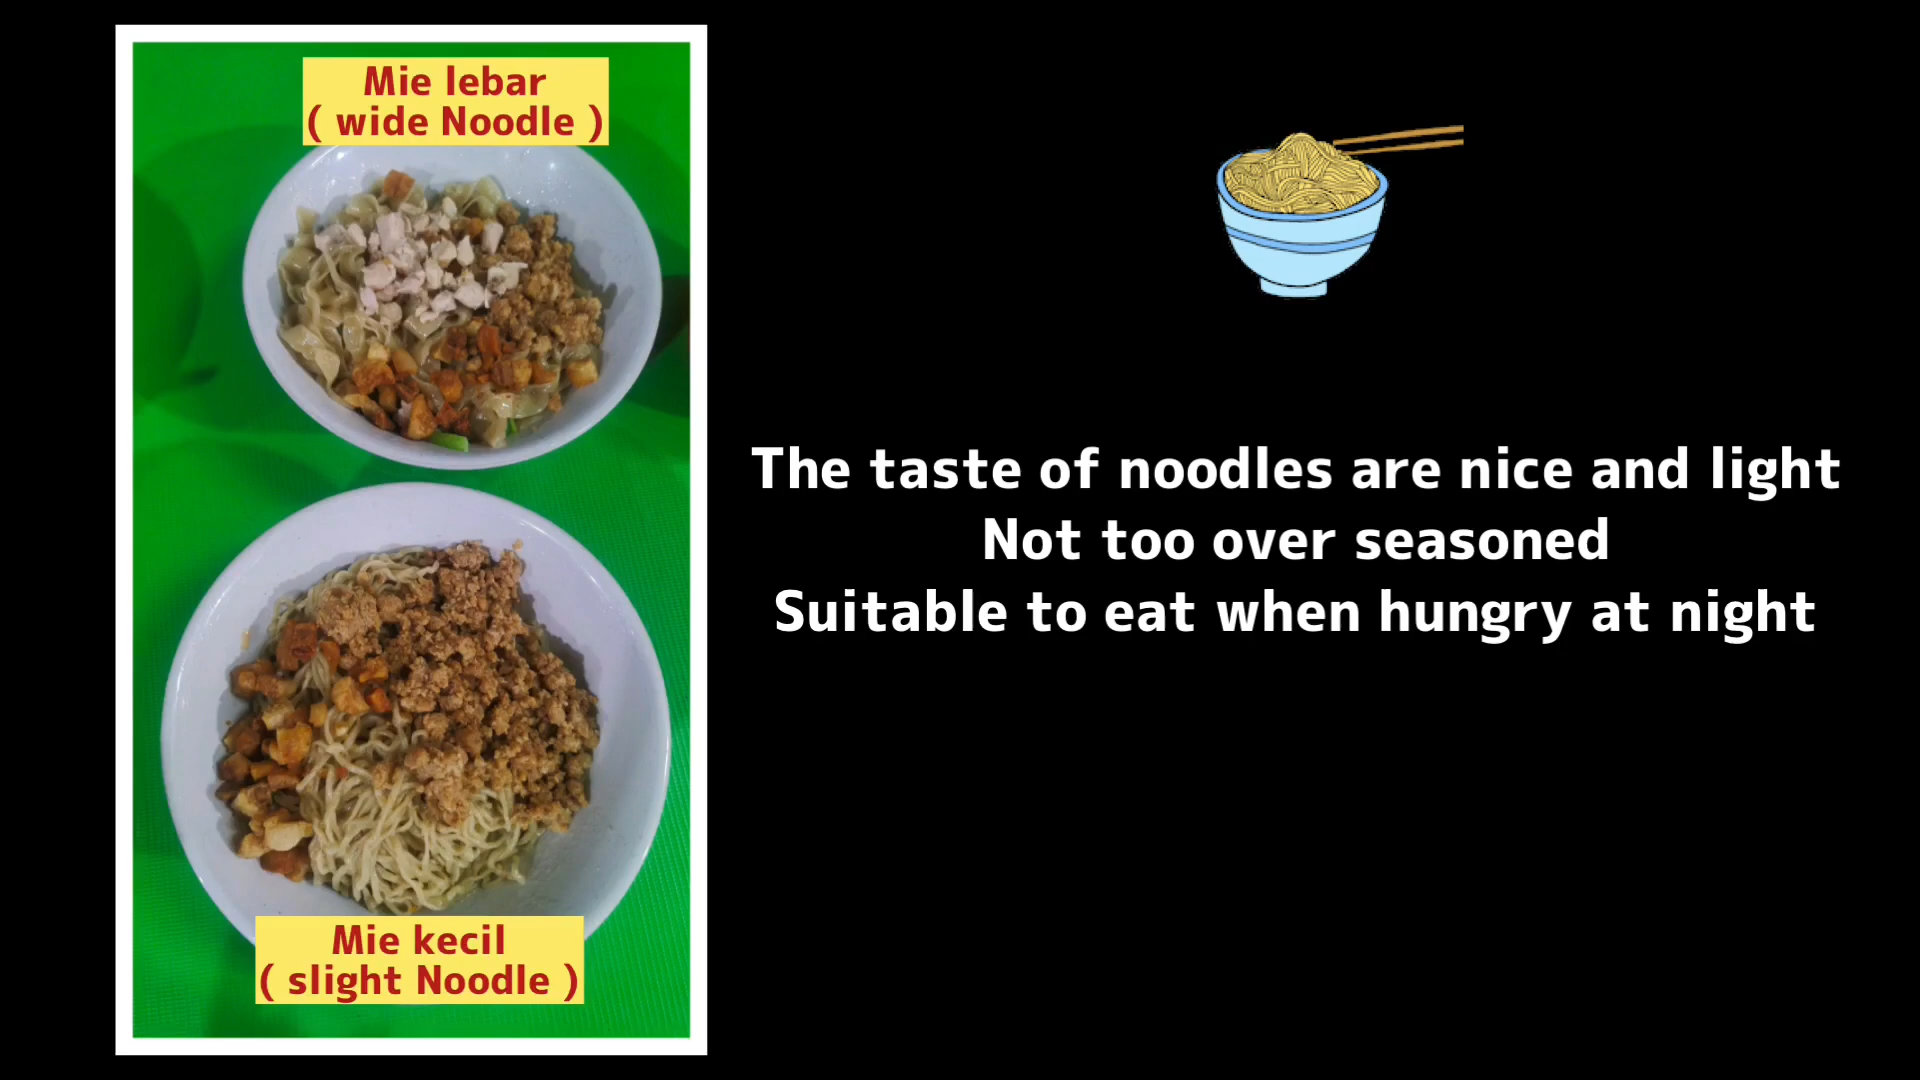 Mie lebar
( wide Noodle )
The taste of noodles are nice and light
Not too over seasoned
Suitable to eat when hungry at night
Mie kecil
( slight Noodle )